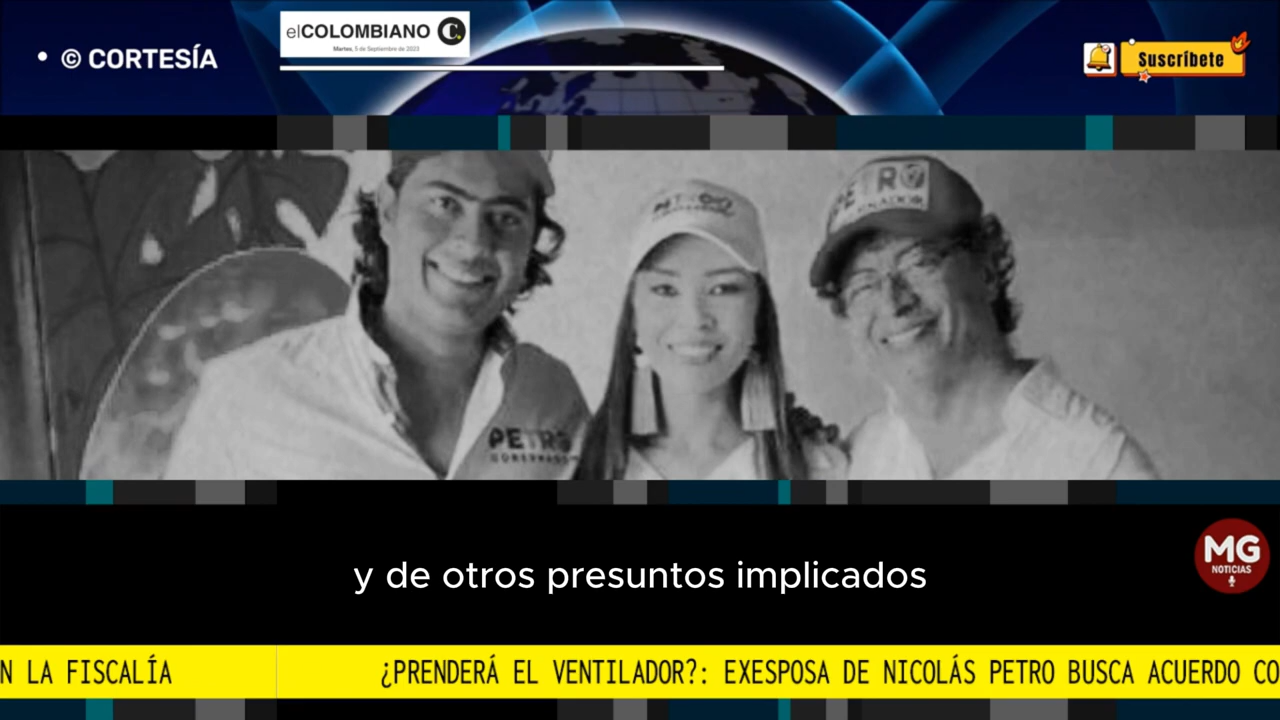 • © CORTESÍA
elCOLOMBIANO C.
Martes, 5 de Septiembre de 2023
Suscríbete
PETRO
PETRO
y de otros presuntos implicados
MG
NOTICIAS
N LA FISCALÍA
¿PRENDERÁ EL VENTILADOR?: EXESPOSA DE NICOLÁS PETRO BUSCA ACUERDO CO